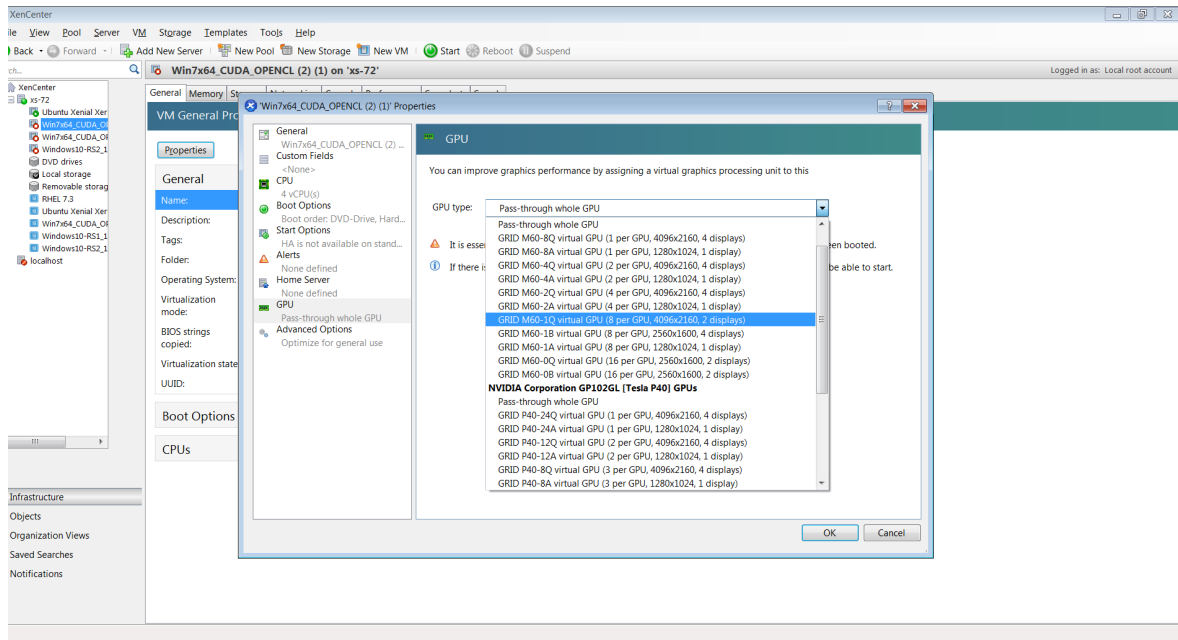 XenCenter
ile View Pool Server VM Storage Templates Tools Help
Back Forward Add New Server New Pool New Storage New VM Start Reboot Suspend
rch...
Win7x64_CUDA_OPENCL (2) (1) on 'xs-72'
Logged in as: Local root account
XenCenter
xs-72
Ubuntu Xenial Xer
Win7x64_CUDA_OP
Win7x64_CUDA_OP
Windows10-RS2_1
DVD drives
Local storage
Removable storag
RHEL 7.3
Ubuntu Xenial Xer
Win7x64_CUDA_OP
Windows10-RS1_1
Windows10-RS2_1
localhost
Infrastructure
Objects
Organization Views
Saved Searches
Notifications
General Memory
VM General Pro
Properties
General
Name:
Description:
Tags:
Folder:
Operating System:
Virtualization
mode:
BIOS strings
copied:
Virtualization state
UUID:
Boot Options
CPUs
'Win7x64_CUDA_OPENCL (2) (1)' Properties
General
Win7x64_CUDA_OPENCL (2) ...
Custom Fields
<None>
CPU
4 vCPU(s)
Boot Options
Boot order: DVD-Drive, Hard...
Start Options
HA is not available on stand...
Alerts
None defined
Home Server
None defined
GPU
Pass-through whole GPU
Advanced Options
Optimize for general use
GPU
You can improve graphics performance by assigning a virtual graphics processing unit to this
GPU type: Pass-through whole GPU
It is esse
en booted.
If there i
be able to start.
Pass-through whole GPU
GRID M60-8Q virtual GPU (1 per GPU, 4096x2160, 4 displays)
GRID M60-8A virtual GPU (1 per GPU, 1280x1024, 1 display)
GRID M60-4Q virtual GPU (2 per GPU, 4096x2160, 4 displays)
GRID M60-4A virtual GPU (2 per GPU, 1280x1024, 1 display)
GRID M60-2Q virtual GPU (4 per GPU, 4096x2160, 4 displays)
GRID M60-2A virtual GPU (4 per GPU, 1280x1024, 1 display)
GRID M60-1Q virtual GPU (8 per GPU, 4096x2160, 2 displays)
GRID M60-1B virtual GPU (8 per GPU, 2560x1600, 4 displays)
GRID M60-1A virtual GPU (8 per GPU, 1280x1024, 1 display)
GRID M60-0Q virtual GPU (16 per GPU, 2560x1600, 2 displays)
GRID M60-0B virtual GPU (16 per GPU, 2560x1600, 2 displays)
NVIDIA Corporation GP102GL [Tesla P40] GPUs
Pass-through whole GPU
GRID P40-24Q virtual GPU (1 per GPU, 4096x2160, 4 displays)
GRID P40-24A virtual GPU (1 per GPU, 1280x1024, 1 display)
GRID P40-12Q virtual GPU (2 per GPU, 4096x2160, 4 displays)
GRID P40-12A virtual GPU (2 per GPU, 1280x1024, 1 display)
GRID P40-8Q virtual GPU (3 per GPU, 4096x2160, 4 displays)
GRID P40-8A virtual GPU (3 per GPU, 1280x1024, 1 display)
OK Cancel